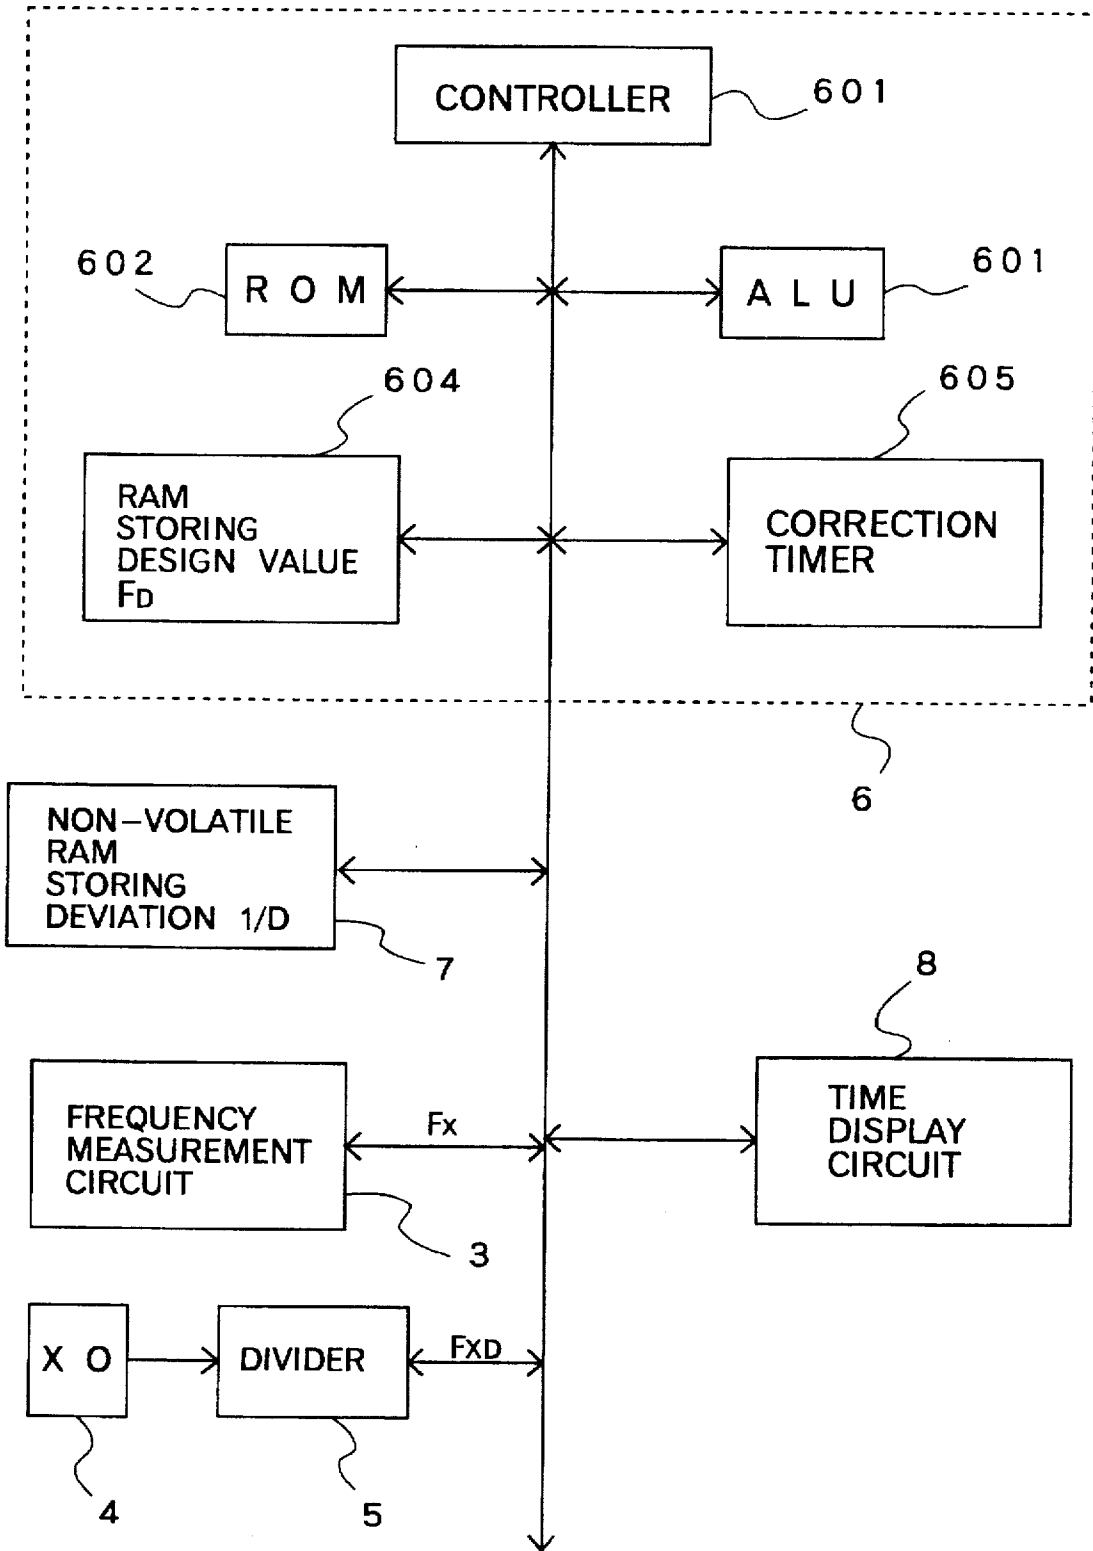 CONTROLLER
601
602
ROM
ALU
601
604
605
RAM
STORING
DESIGN VALUE
FD
CORRECTION
TIMER
6
NON-VOLATILE
RAM
STORING
DEVIATION 1/D
7
8
FREQUENCY
MEASUREMENT
CIRCUIT
FX
3
TIME
DISPLAY
CIRCUIT
XO
DIVIDER
FXD
4
5